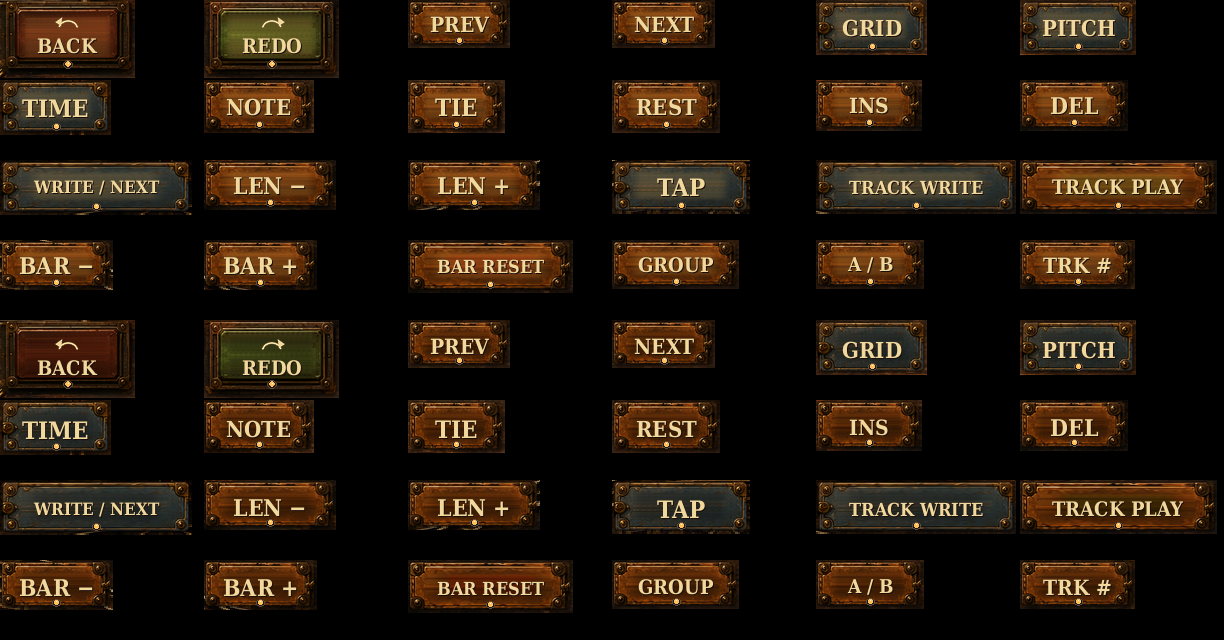 BACK REDO PREV NEXT GRID PITCH
TIME NOTE TIE REST INS DEL
WRITE / NEXT LEN − LEN + TAP TRACK WRITE TRACK PLAY
BAR − BAR + BAR RESET GROUP A / B TRK #
BACK REDO PREV NEXT GRID PITCH
TIME NOTE TIE REST INS DEL
WRITE / NEXT LEN − LEN + TAP TRACK WRITE TRACK PLAY
BAR − BAR + BAR RESET GROUP A / B TRK #